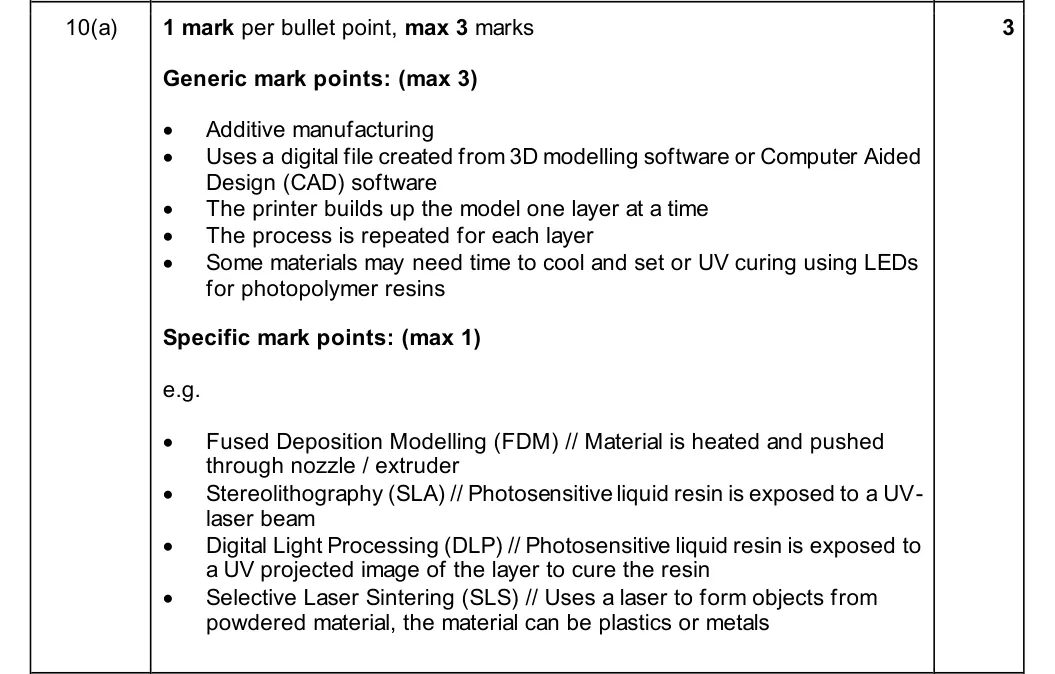 10(a) 1 mark per bullet point, max 3 marks 3
Generic mark points: (max 3)
• Additive manufacturing
• Uses a digital file created from 3D modelling software or Computer Aided
Design (CAD) software
• The printer builds up the model one layer at a time
• The process is repeated for each layer
• Some materials may need time to cool and set or UV curing using LEDs
for photopolymer resins
Specific mark points: (max 1)
e.g.
• Fused Deposition Modelling (FDM) // Material is heated and pushed
through nozzle / extruder
• Stereolithography (SLA) // Photosensitive liquid resin is exposed to a UV-
laser beam
• Digital Light Processing (DLP) // Photosensitive liquid resin is exposed to
a UV projected image of the layer to cure the resin
• Selective Laser Sintering (SLS) // Uses a laser to form objects from
powdered material, the material can be plastics or metals